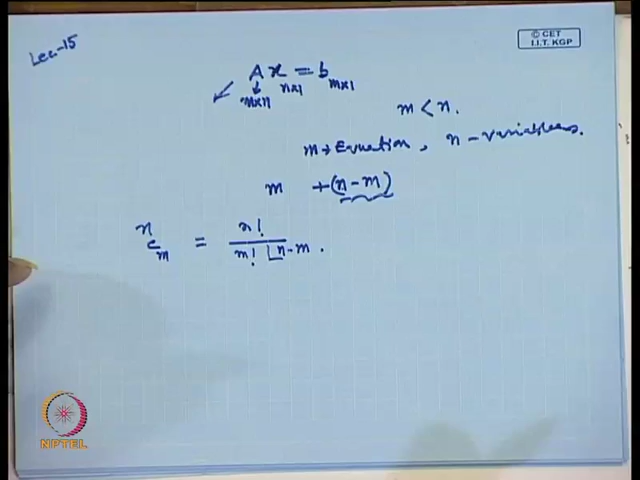 Lec-15
© CET
I.I.T. KGP
A x = b
m×n n×1 m×1
m < n.
m → Equation, n - variables.
m + (n - m)
n c m = n! / m! ⌊n-m .
NPTEL